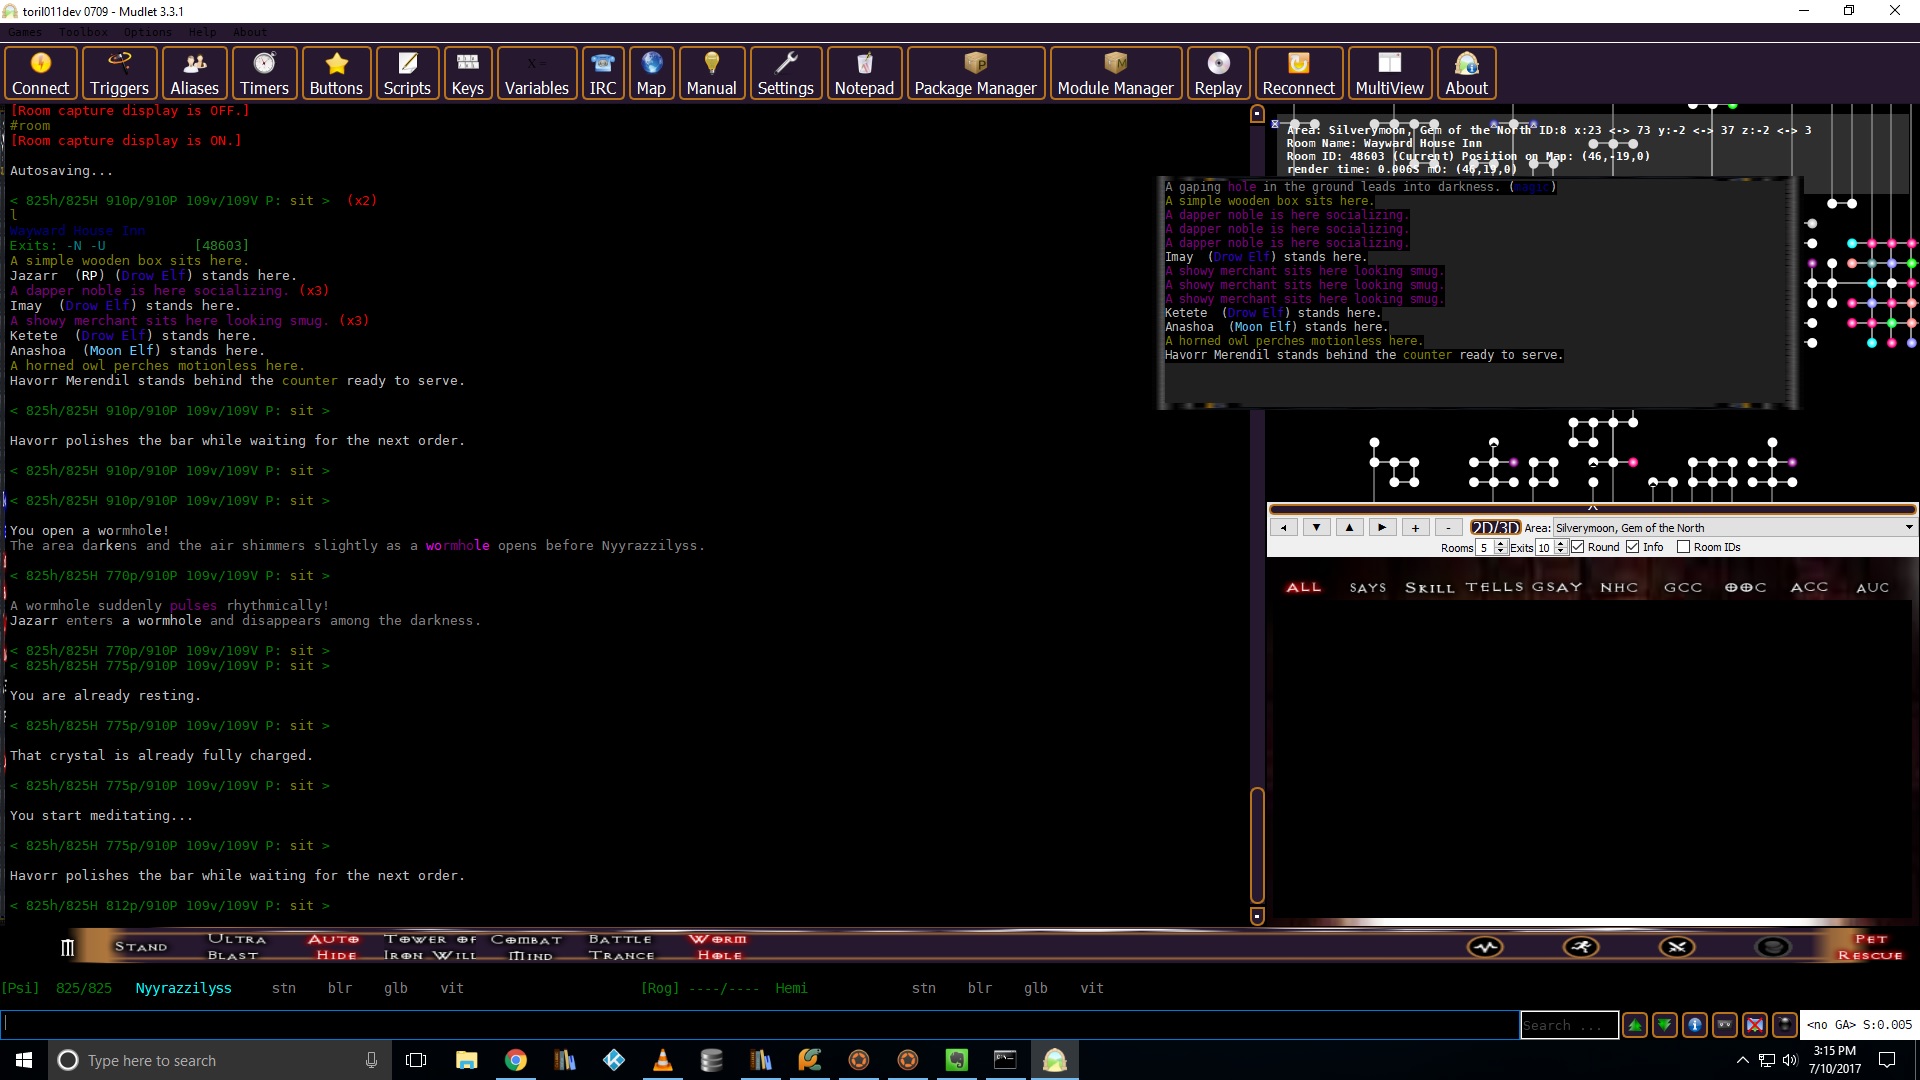 toril011dev 0709 - Mudlet 3.3.1
Games Toolbox Options Help About
Connect Triggers Aliases Timers Buttons Scripts Keys Variables IRC Map Manual Settings Notepad Package Manager Module Manager Replay Reconnect MultiView About
[Room capture display is OFF.]
#room
[Room capture display is ON.]
Autosaving...
< 825h/825H 910p/910P 109v/109V P: sit > (x2)
l
Wayward House Inn
Exits: -N -U [48603]
A simple wooden box sits here.
Jazarr (RP) (Drow Elf) stands here.
A dapper noble is here socializing. (x3)
Imay (Drow Elf) stands here.
A showy merchant sits here looking smug. (x3)
Ketete (Drow Elf) stands here.
Anashoa (Moon Elf) stands here.
A horned owl perches motionless here.
Havorr Merendil stands behind the counter ready to serve.
< 825h/825H 910p/910P 109v/109V P: sit >
Havorr polishes the bar while waiting for the next order.
< 825h/825H 910p/910P 109v/109V P: sit >
< 825h/825H 910p/910P 109v/109V P: sit >
You open a wormhole!
The area darkens and the air shimmers slightly as a wormhole opens before Nyyrazzilyss.
< 825h/825H 770p/910P 109v/109V P: sit >
A wormhole suddenly pulses rhythmically!
Jazarr enters a wormhole and disappears among the darkness.
< 825h/825H 770p/910P 109v/109V P: sit >
< 825h/825H 775p/910P 109v/109V P: sit >
You are already resting.
< 825h/825H 775p/910P 109v/109V P: sit >
That crystal is already fully charged.
< 825h/825H 775p/910P 109v/109V P: sit >
You start meditating...
< 825h/825H 775p/910P 109v/109V P: sit >
Havorr polishes the bar while waiting for the next order.
< 825h/825H 812p/910P 109v/109V P: sit >
Area: Silverymoon, Gem of the North ID:8 x:23 <-> 73 y:-2 <-> 37 z:-2 <-> 3
Room Name: Wayward House Inn
Room ID: 48603 (Current) Position on Map: (46,-19,0)
render time: 0.006S mO: (46,19,0)
A gaping hole in the ground leads into darkness. (magic)
A simple wooden box sits here.
A dapper noble is here socializing.
A dapper noble is here socializing.
A dapper noble is here socializing.
Imay (Drow Elf) stands here.
A showy merchant sits here looking smug.
A showy merchant sits here looking smug.
A showy merchant sits here looking smug.
Ketete (Drow Elf) stands here.
Anashoa (Moon Elf) stands here.
A horned owl perches motionless here.
Havorr Merendil stands behind the counter ready to serve.
+ - 2D/3D Area: Silverymoon, Gem of the North
Rooms 5 Exits 10 Round Info Room IDs
ALL SAYS SKILL TELLS GSAY NHC GCC OOC ACC AUC
STAND ULTRA BLAST AUTO HIDE TOWER OF IRON WILL COMBAT MIND BATTLE TRANCE WORM HOLE PET RESCUE
[Psi] 825/825 Nyyrazzilyss stn blr glb vit [Rog] ----/---- Hemi stn blr glb vit
Search ... <no GA> S:0.005
Type here to search
3:15 PM
7/10/2017